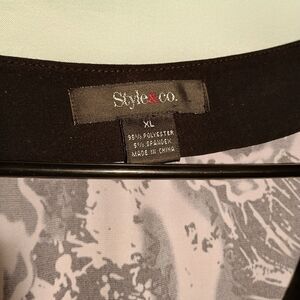 Style&co.
XL
95% POLYESTER
5% SPANDEX
MADE IN CHINA